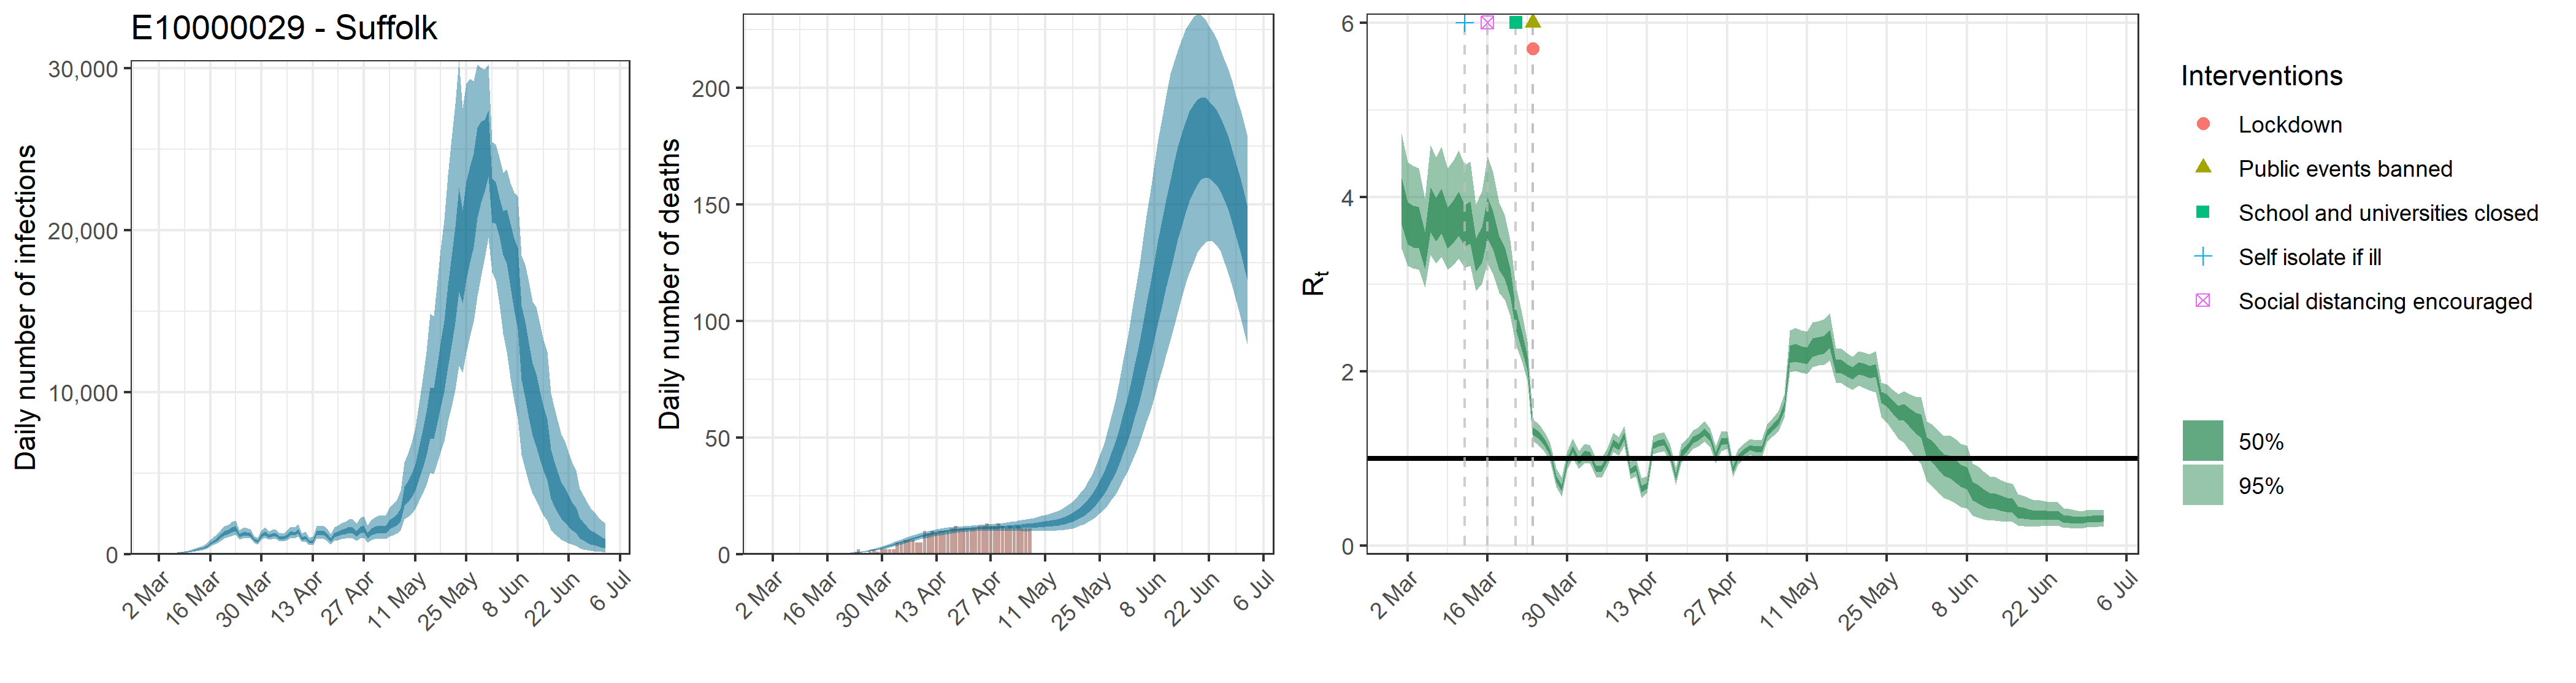 E10000029 - Suffolk
Daily number of infections
30,000
20,000
10,000
0
2 Mar
16 Mar
30 Mar
13 Apr
27 Apr
11 May
25 May
8 Jun
22 Jun
6 Jul
Daily number of deaths
200
150
100
50
0
2 Mar
16 Mar
30 Mar
13 Apr
27 Apr
11 May
25 May
8 Jun
22 Jun
6 Jul
Rt
6
4
2
0
2 Mar
16 Mar
30 Mar
13 Apr
27 Apr
11 May
25 May
8 Jun
22 Jun
6 Jul
Interventions
Lockdown
Public events banned
School and universities closed
Self isolate if ill
Social distancing encouraged
50%
95%